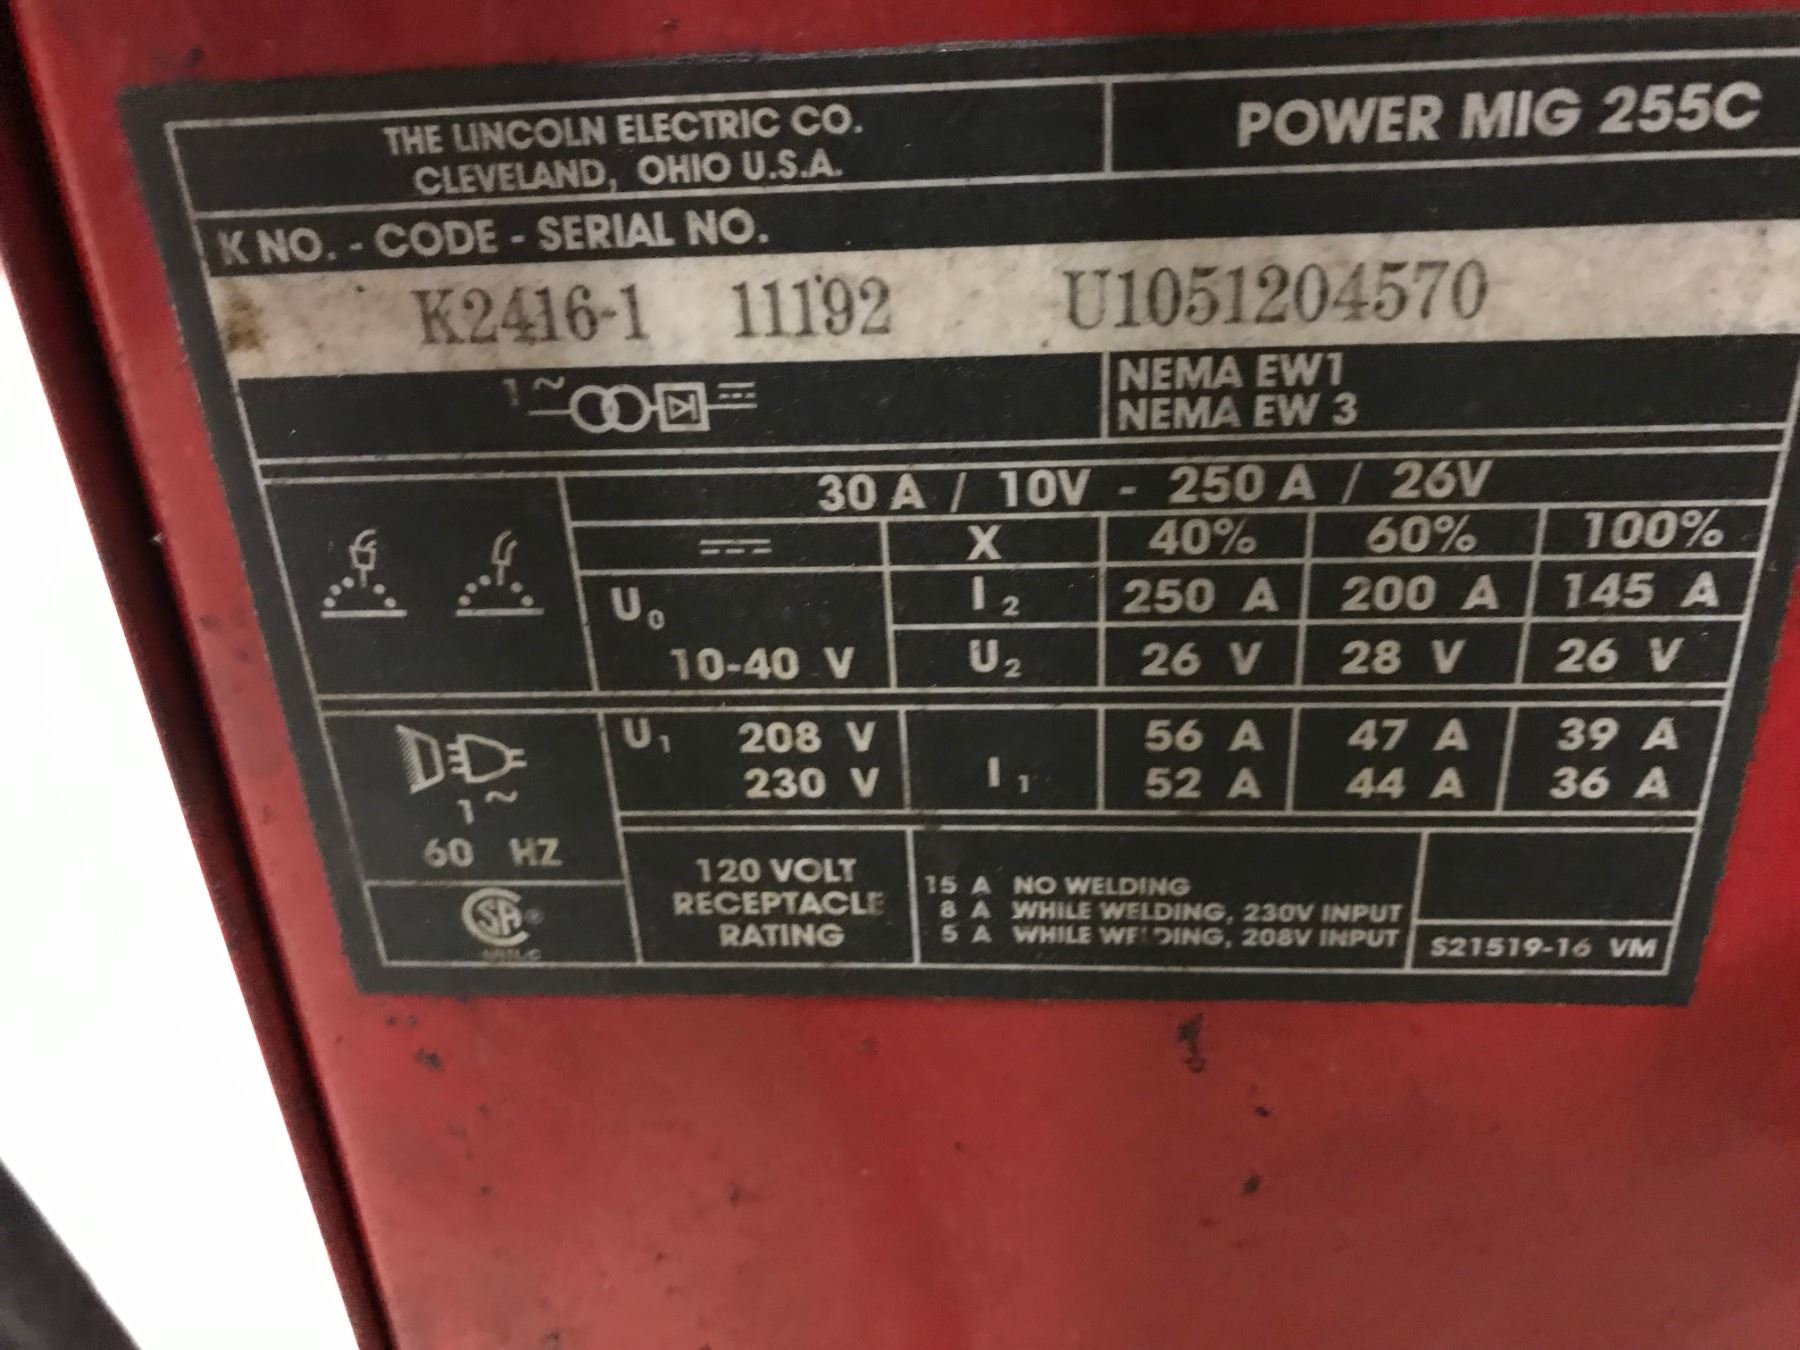 THE LINCOLN ELECTRIC CO.
CLEVELAND, OHIO U.S.A.
POWER MIG 255C
K NO. - CODE - SERIAL NO.
K2416-1 11192 U1051204570
1~
NEMA EW1
NEMA EW 3
30 A / 10V - 250 A / 26V
X 40% 60% 100%
U0 I2 250 A 200 A 145 A
10-40 V U2 26 V 28 V 26 V
U1 208 V I1 56 A 47 A 39 A
230 V 52 A 44 A 36 A
1~
60 HZ
120 VOLT
RECEPTACLE
RATING
15 A NO WELDING
8 A WHILE WELDING, 230V INPUT
5 A WHILE WELDING, 208V INPUT
S21519-16 VM
SA®